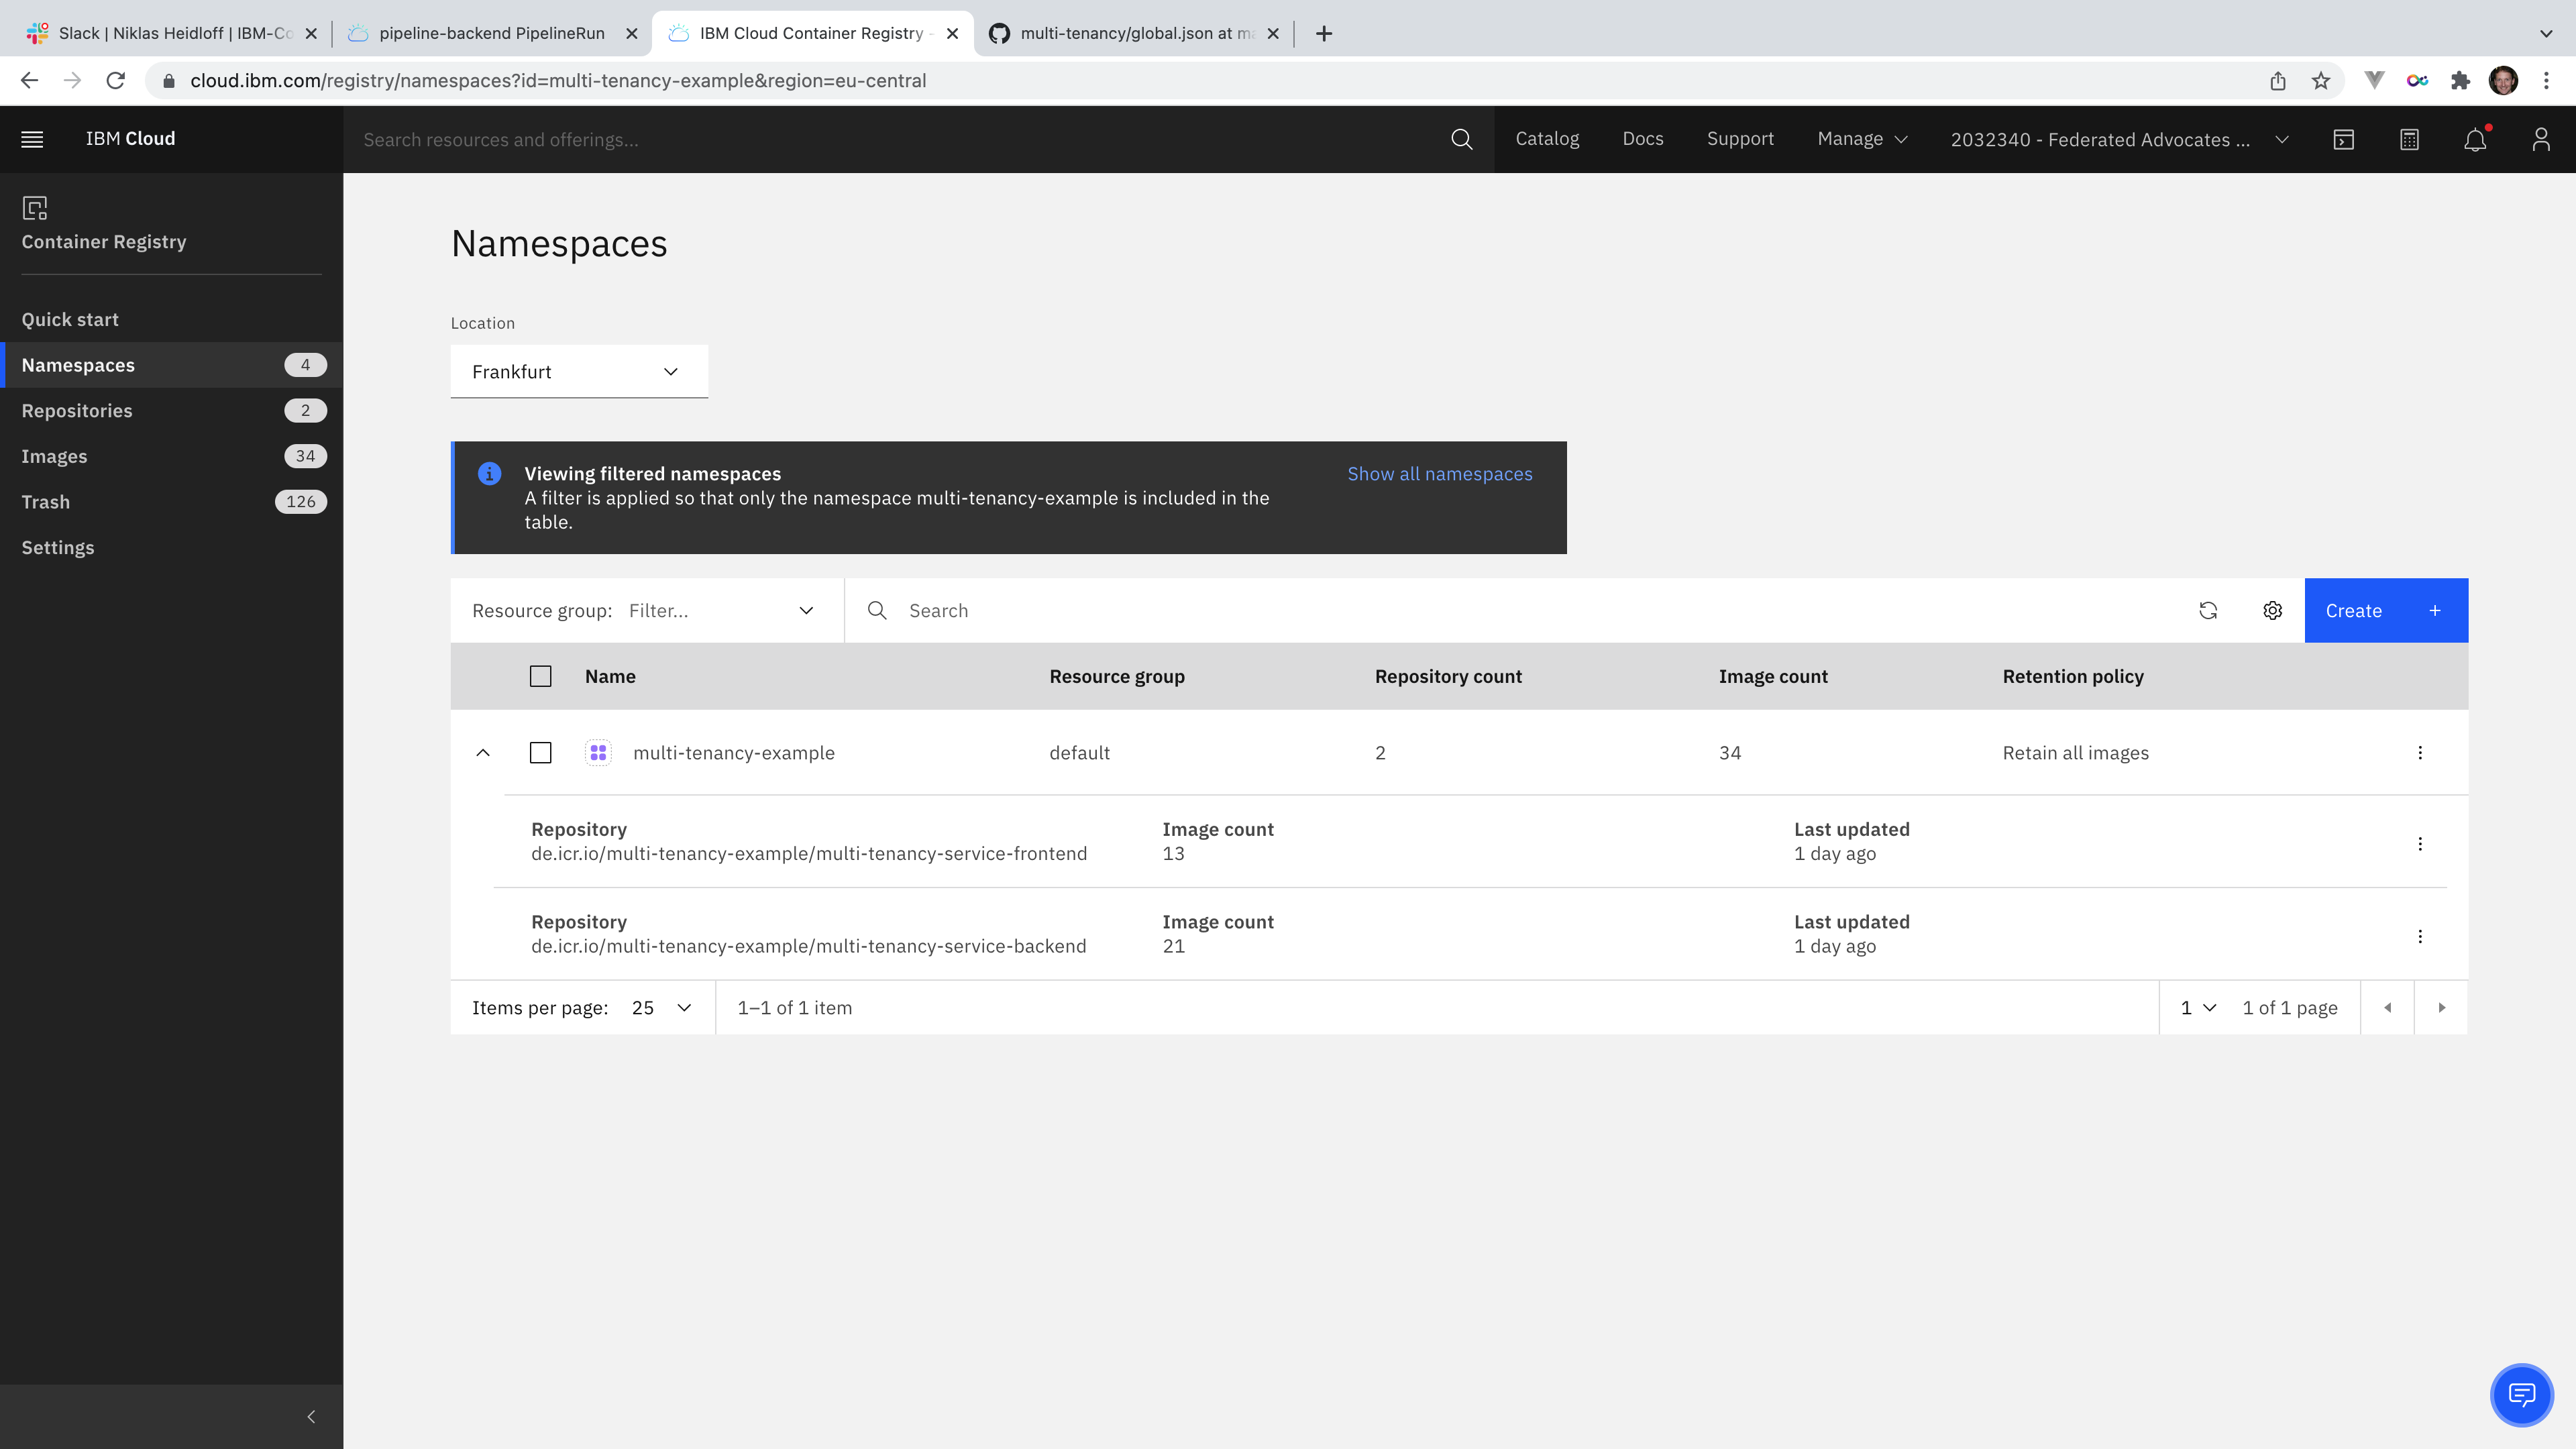 Slack | Niklas Heidloff | IBM-Co
pipeline-backend PipelineRun
IBM Cloud Container Registry -
multi-tenancy/global.json at ma
cloud.ibm.com/registry/namespaces?id=multi-tenancy-example&region=eu-central
IBM Cloud
Search resources and offerings...
Catalog
Docs
Support
Manage
2032340 - Federated Advocates ...
Container Registry
Quick start
Namespaces 4
Repositories 2
Images 34
Trash 126
Settings
Namespaces
Location
Frankfurt
Viewing filtered namespaces
Show all namespaces
A filter is applied so that only the namespace multi-tenancy-example is included in the
table.
Resource group: Filter...
Search
Create +
Name Resource group Repository count Image count Retention policy
multi-tenancy-example default 2 34 Retain all images
Repository Image count Last updated
de.icr.io/multi-tenancy-example/multi-tenancy-service-frontend 13 1 day ago
Repository Image count Last updated
de.icr.io/multi-tenancy-example/multi-tenancy-service-backend 21 1 day ago
Items per page: 25 1–1 of 1 item 1 1 of 1 page